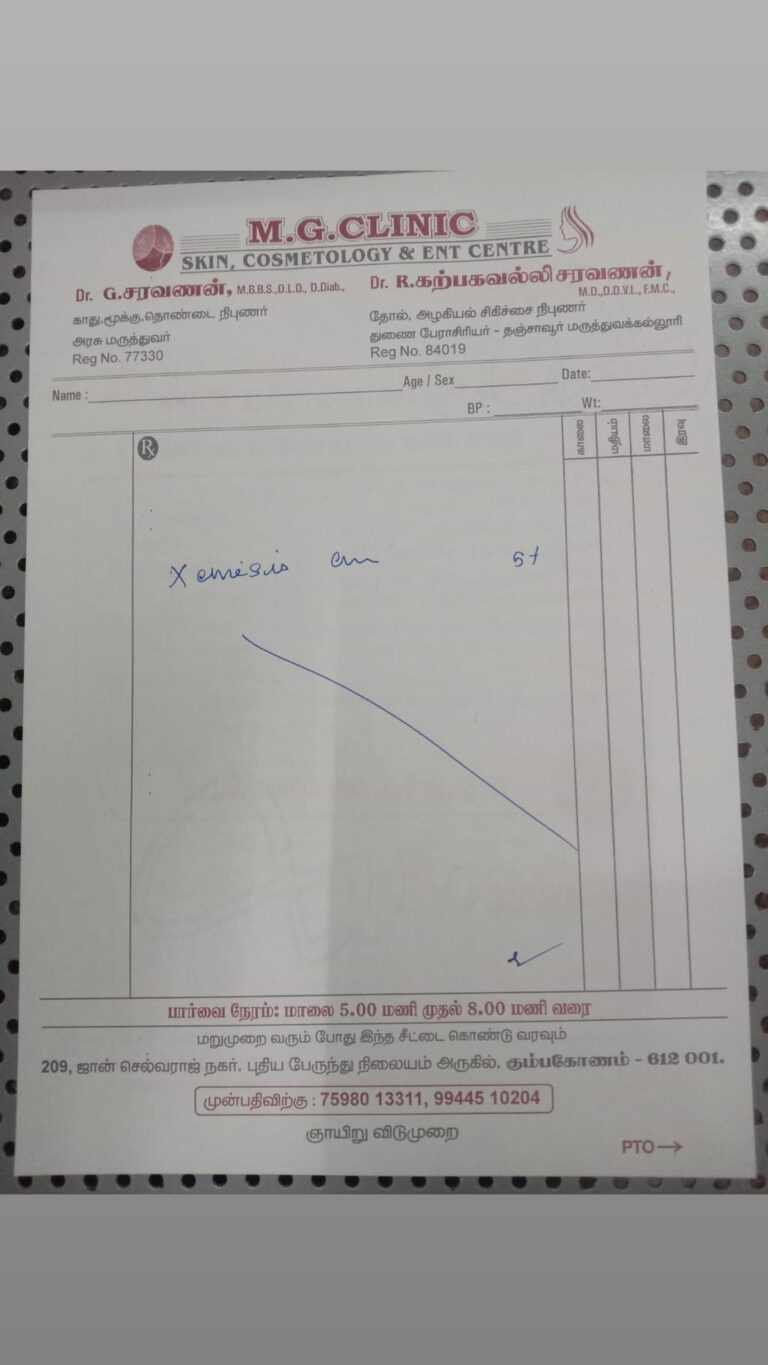 M.G.CLINIC
SKIN, COSMETOLOGY & ENT CENTRE
Dr. G.சரவணன், M.B.B.S.,D.L.O., D.Diab.,
காது,மூக்கு,தொண்டை நிபுணர்
அரசு மருத்துவர்
Reg No. 77330
Dr. R.கற்பகவல்லி சரவணன்,
M.D.,D.D.V.L., F.M.C.,
தோல், அழகியல் சிகிச்சை நிபுணர்
துணை பேராசிரியர் - தஞ்சாவூர் மருத்துவக்கல்லூரி
Reg No. 84019
Name : Age / Sex Date:
BP : Wt:
R காலை மதியம் மாலை இரவு
பார்வை நேரம்: மாலை 5.00 மணி முதல் 8.00 மணி வரை
மறுமுறை வரும் போது இந்த சீட்டை கொண்டு வரவும்
209, ஜான் செல்வராஜ் நகர், புதிய பேருந்து நிலையம் அருகில், கும்பகோணம் - 612 001.
முன்பதிவிற்கு : 75980 13311, 99445 10204
ஞாயிறு விடுமுறை
PTO→